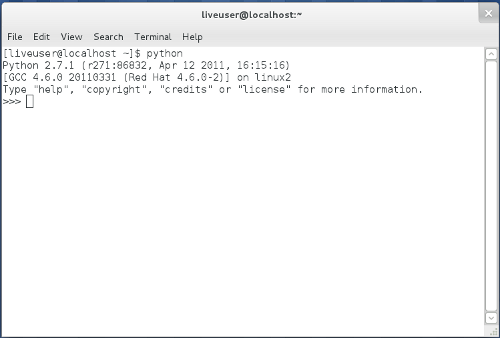 liveuser@localhost:~
File Edit View Search Terminal Help
[liveuser@localhost ~]$ python
Python 2.7.1 (r271:86832, Apr 12 2011, 16:15:16)
[GCC 4.6.0 20110331 (Red Hat 4.6.0-2)] on linux2
Type "help", "copyright", "credits" or "license" for more information.
>>>